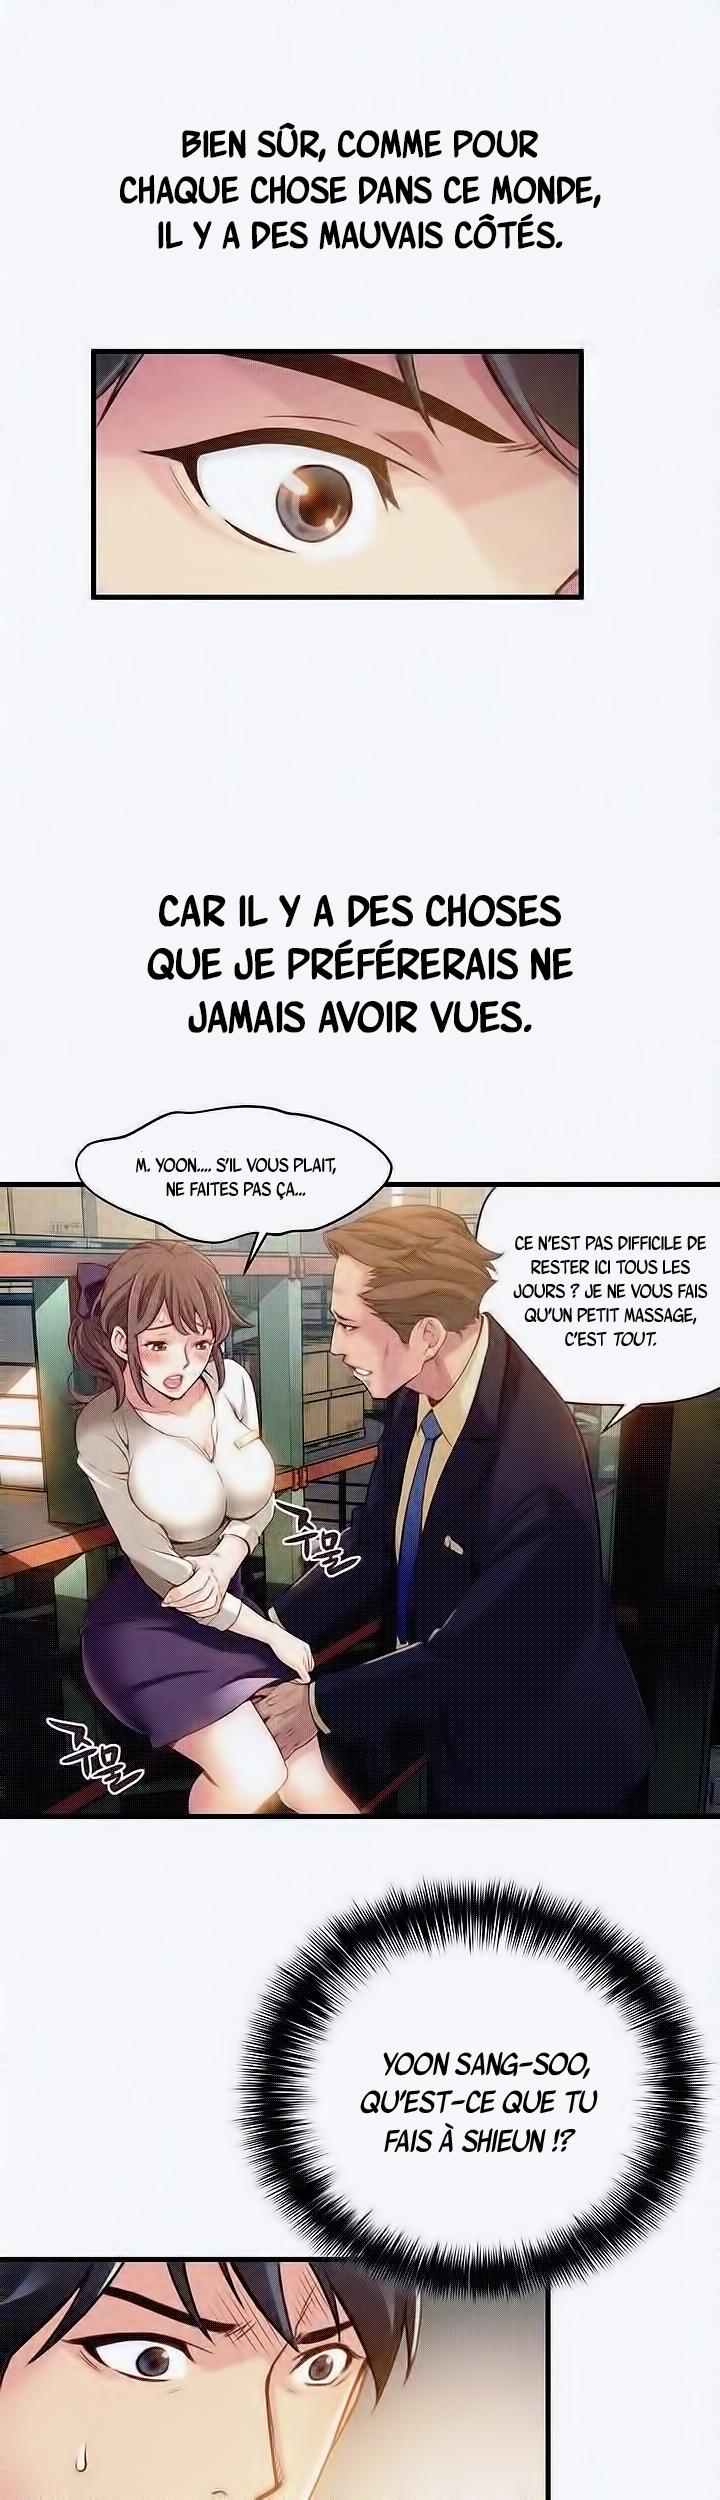 BIEN SÛR, COMME POUR
CHAQUE CHOSE DANS CE MONDE,
IL Y A DES MAUVAIS CÔTÉS.
CAR IL Y A DES CHOSES
QUE JE PRÉFÉRERAIS NE
JAMAIS AVOIR VUES.
M. YOON.... S'IL VOUS PLAIT,
NE FAITES PAS ÇA...
CE N'EST PAS DIFFICILE DE
RESTER ICI TOUS LES
JOURS ? JE NE VOUS FAIS
QU'UN PETIT MASSAGE,
C'EST TOUT.
주물
주물
YOON SANG-SOO,
QU'EST-CE QUE TU
FAIS À SHIEUN !?